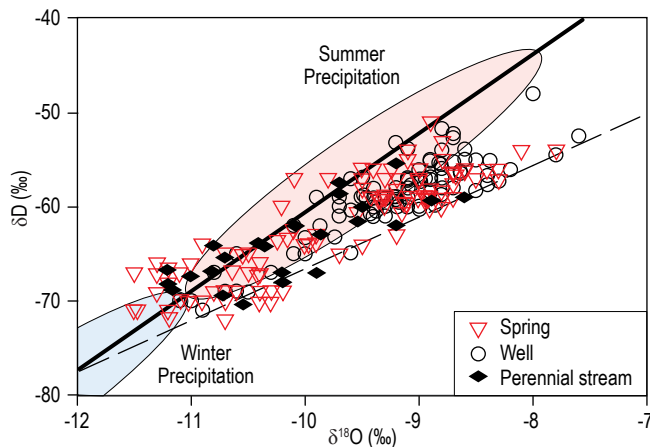 -40
-50
-60
-70
-80
δD (‰)
Summer
Precipitation
Winter
Precipitation
Spring
Well
Perennial stream
-12
-11
-10
-9
-8
-7
δ¹⁸O (‰)